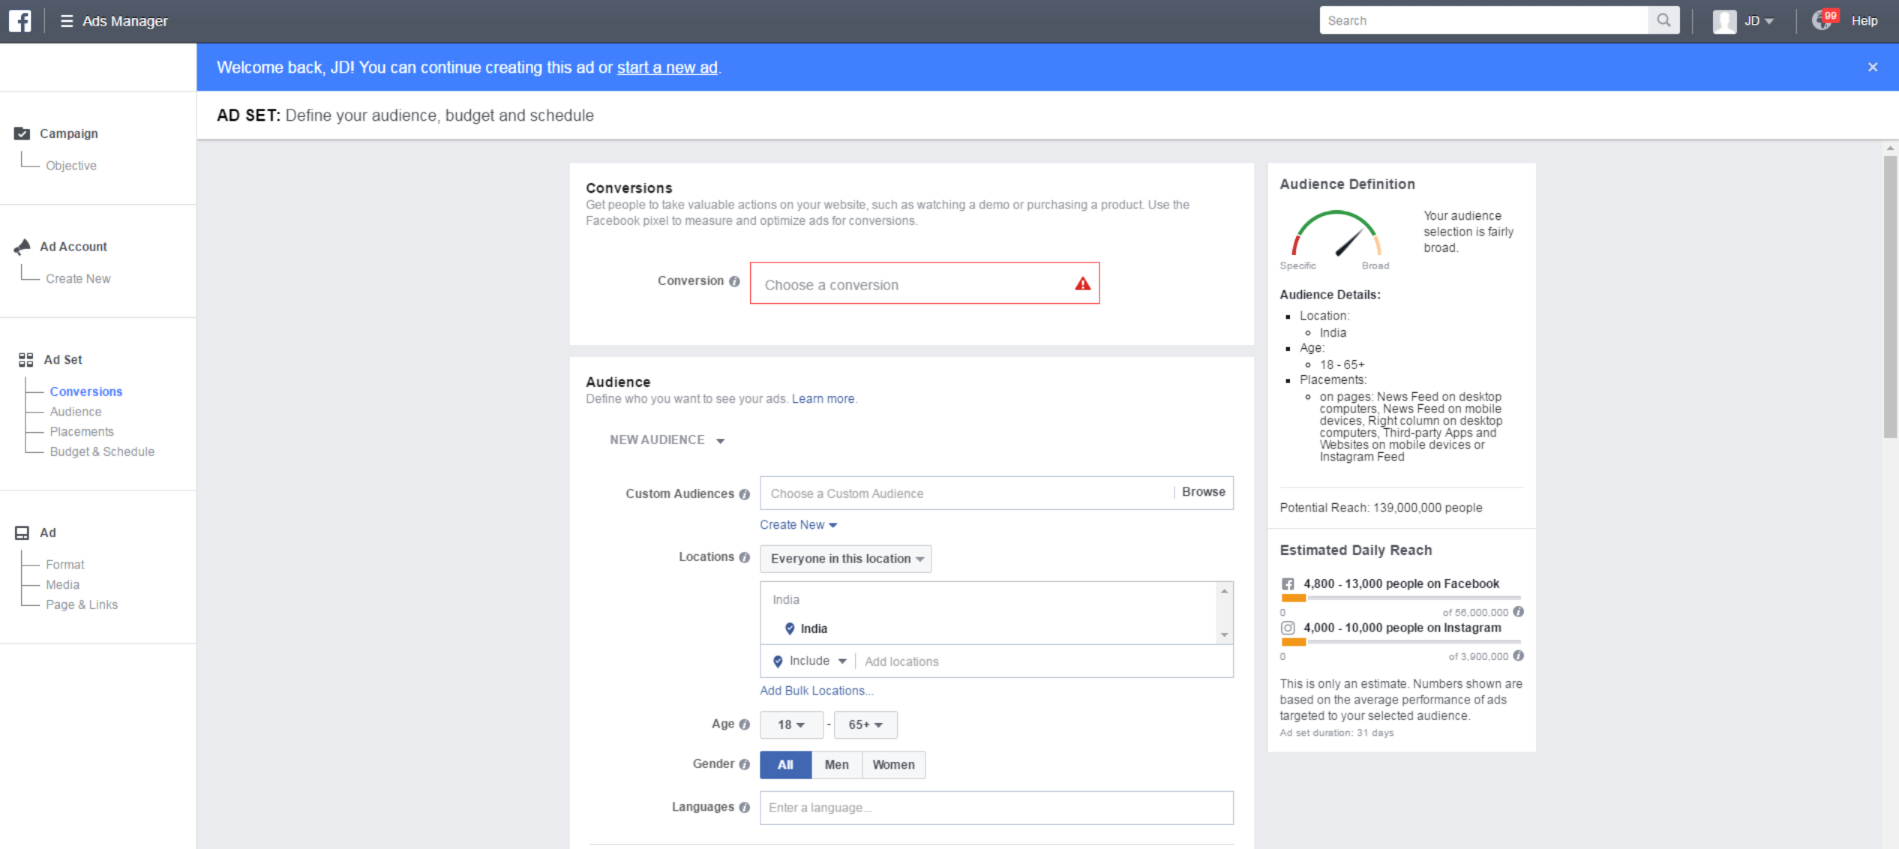 Ads Manager
Search
JD
99
Help
Welcome back, JD! You can continue creating this ad or start a new ad.
AD SET: Define your audience, budget and schedule
Campaign
Objective
Ad Account
Create New
Ad Set
Conversions
Audience
Placements
Budget & Schedule
Ad
Format
Media
Page & Links
Conversions
Get people to take valuable actions on your website, such as watching a demo or purchasing a product. Use the
Facebook pixel to measure and optimize ads for conversions.
Conversion
Choose a conversion
Audience
Define who you want to see your ads. Learn more.
NEW AUDIENCE
Custom Audiences
Choose a Custom Audience
Browse
Create New
Locations
Everyone in this location
India
India
Include
Add locations
Add Bulk Locations...
Age
18
-
65+
Gender
All
Men
Women
Languages
Enter a language...
Audience Definition
Your audience
selection is fairly
broad.
Specific
Broad
Audience Details:
Location:
India
Age:
18 - 65+
Placements:
on pages: News Feed on desktop
computers, News Feed on mobile
devices, Right column on desktop
computers, Third-party Apps and
Websites on mobile devices or
Instagram Feed
Potential Reach: 139,000,000 people
Estimated Daily Reach
4,800 - 13,000 people on Facebook
0
of 56,000,000
4,000 - 10,000 people on Instagram
0
of 3,900,000
This is only an estimate. Numbers shown are
based on the average performance of ads
targeted to your selected audience.
Ad set duration: 31 days